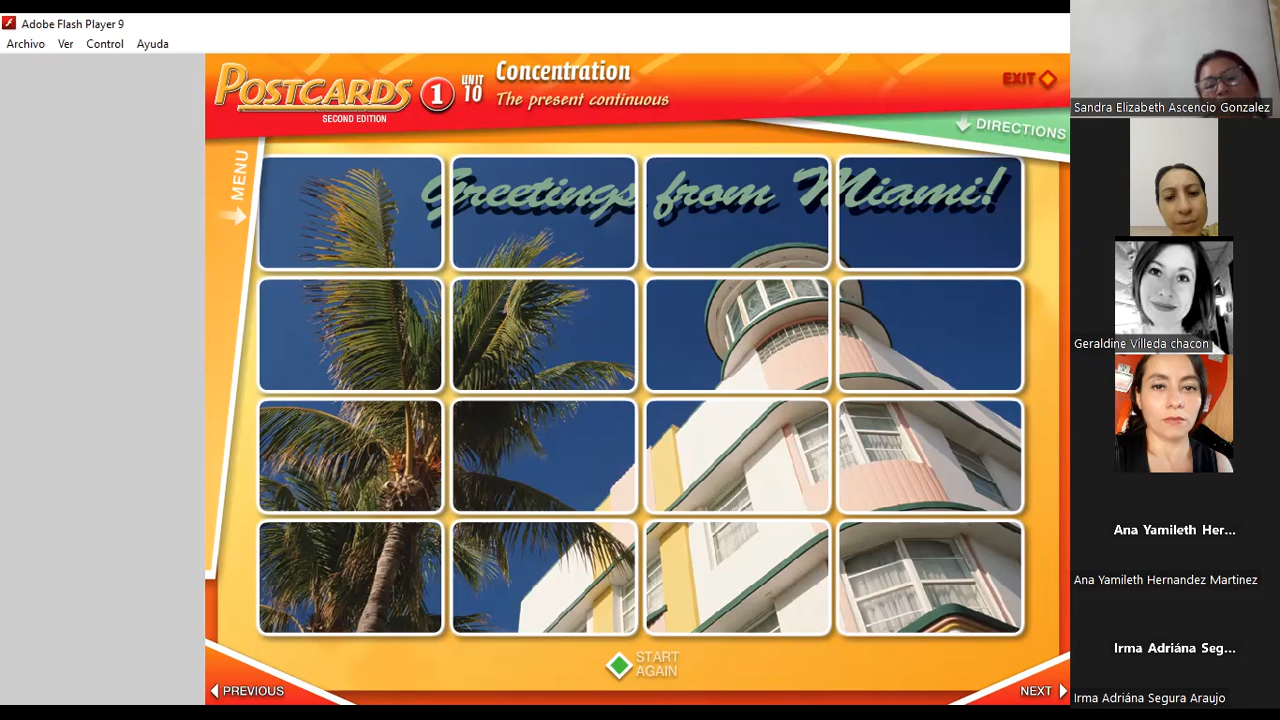 Adobe Flash Player 9
Archivo Ver Control Ayuda
POSTCARDS 1 UNIT 10
SECOND EDITION
Concentration
The present continuous
EXIT
DIRECTIONS
MENU
Greetings from Miami!
START AGAIN
PREVIOUS
NEXT
Sandra Elizabeth Ascencio Gonzalez
Geraldine Villeda chacon
Ana Yamileth Her...
Ana Yamileth Hernandez Martinez
Irma Adriána Seg...
Irma Adriána Segura Araujo